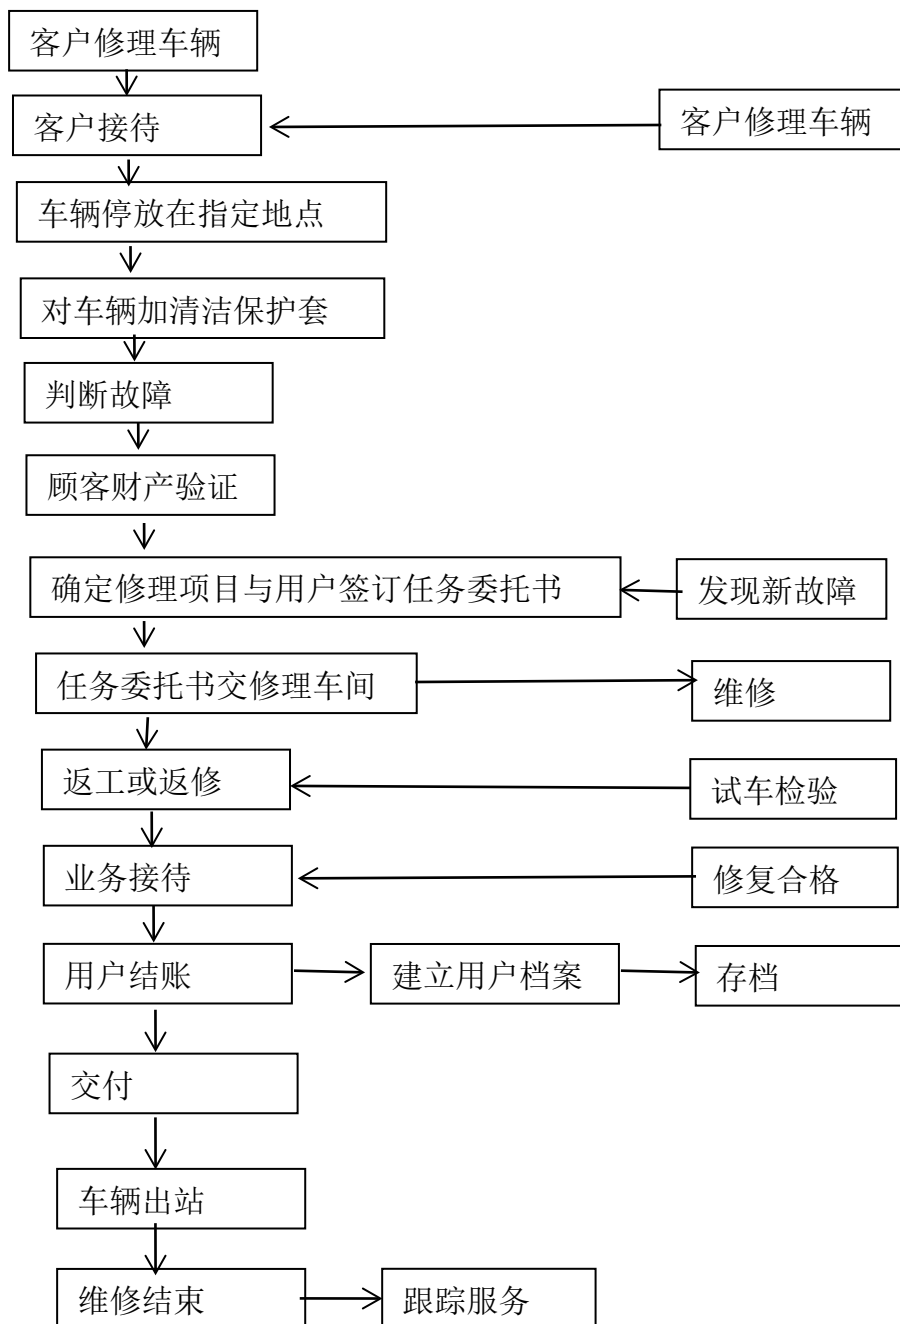 客户修理车辆
客户接待
客户修理车辆
车辆停放在指定地点
对车辆加清洁保护套
判断故障
顾客财产验证
确定修理项目与用户签订任务委托书
发现新故障
任务委托书交修理车间
维修
返工或返修
试车检验
业务接待
修复合格
用户结账
建立用户档案
存档
交付
车辆出站
维修结束
跟踪服务